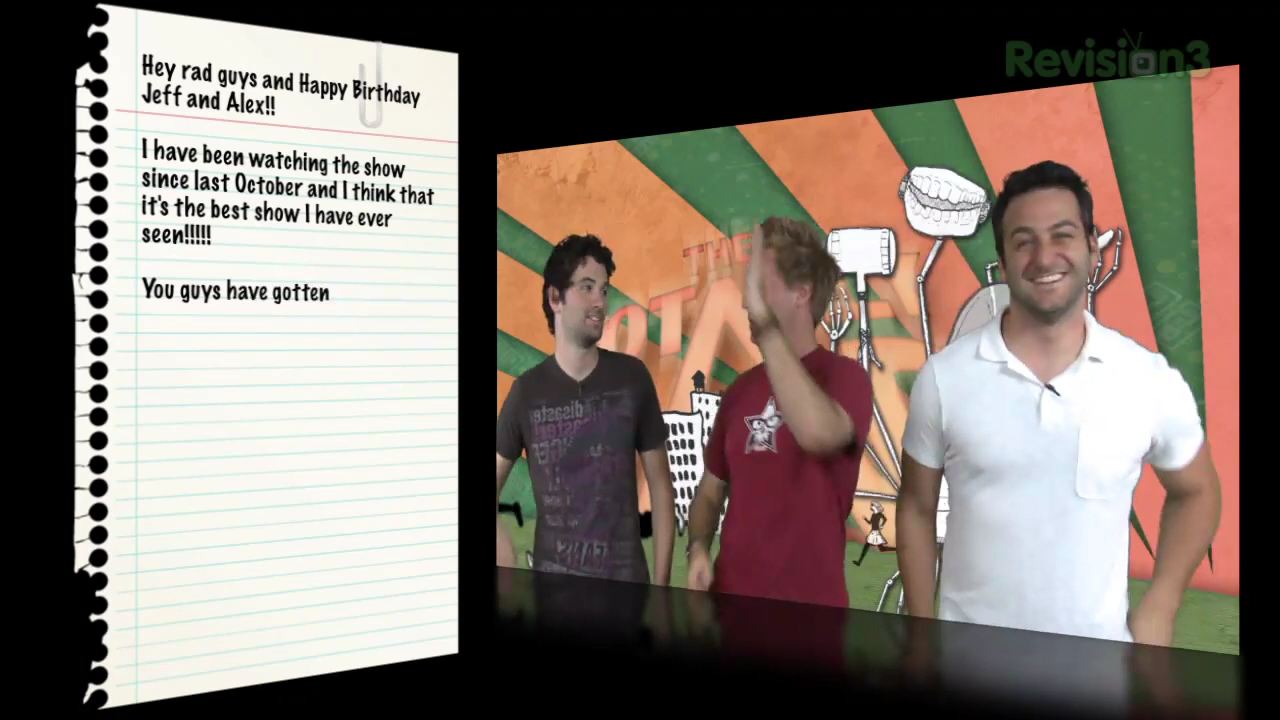 Hey rad guys and Happy Birthday
Jeff and Alex!!
I have been watching the show
since last October and I think that
it's the best show I have ever
seen!!!!!
You guys have gotten
Revision3
THE